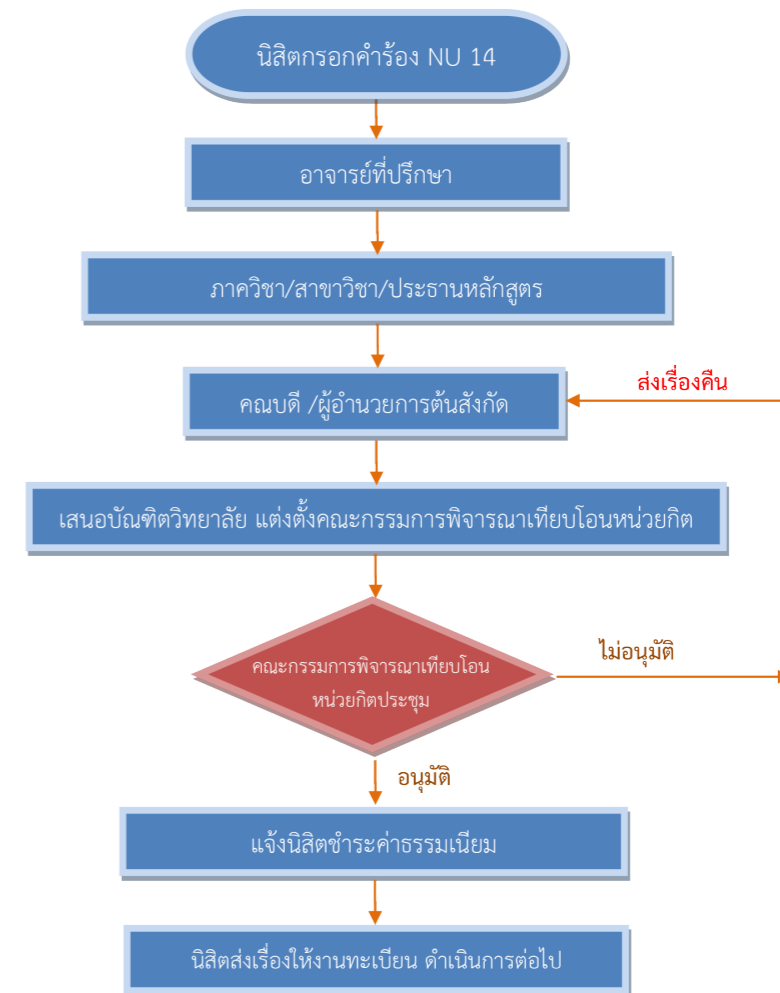 นิสิตกรอกคำร้อง NU 14
อาจารย์ที่ปรึกษา
ภาควิชา/สาขาวิชา/ประธานหลักสูตร
ส่งเรื่องคืน
คณบดี /ผู้อำนวยการต้นสังกัด
เสนอบัณฑิตวิทยาลัย แต่งตั้งคณะกรรมการพิจารณาเทียบโอนหน่วยกิต
ไม่อนุมัติ
คณะกรรมการพิจารณาเทียบโอน
หน่วยกิตประชุม
อนุมัติ
แจ้งนิสิตชำระค่าธรรมเนียม
นิสิตส่งเรื่องให้งานทะเบียน ดำเนินการต่อไป